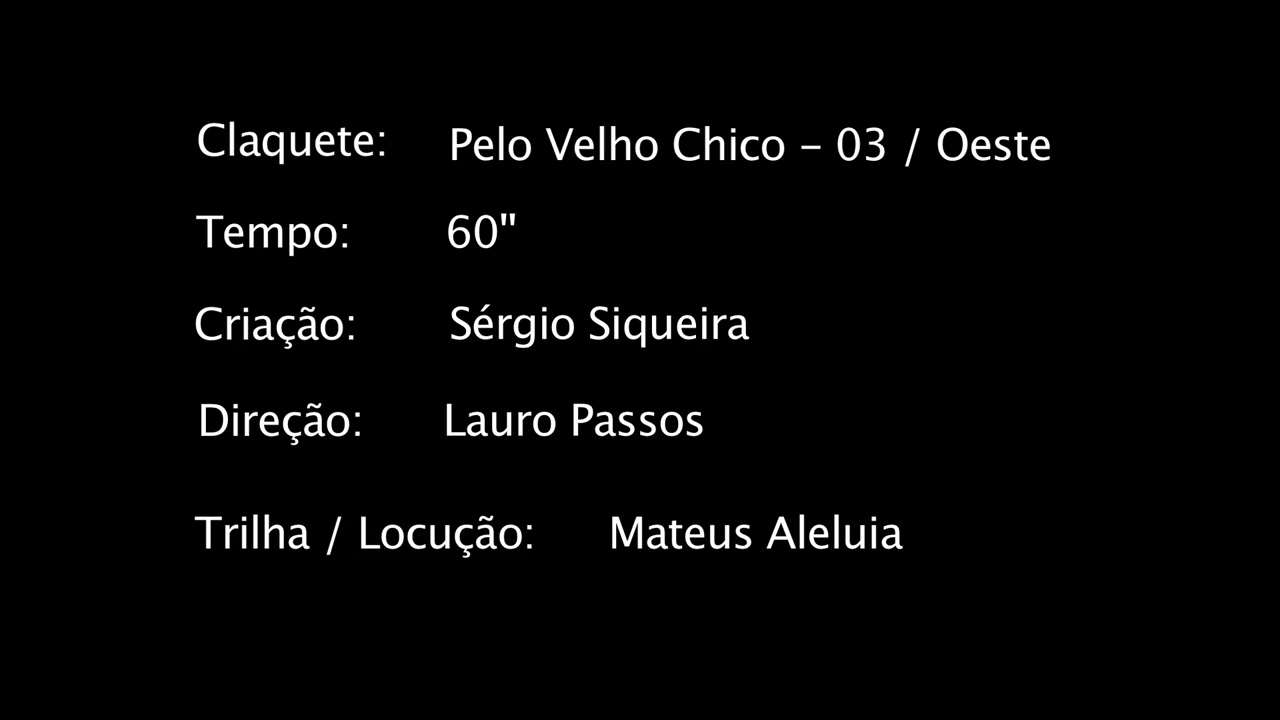 Claquete: Pelo Velho Chico – 03 / Oeste
Tempo: 60"
Criação: Sérgio Siqueira
Direção: Lauro Passos
Trilha / Locução: Mateus Aleluia